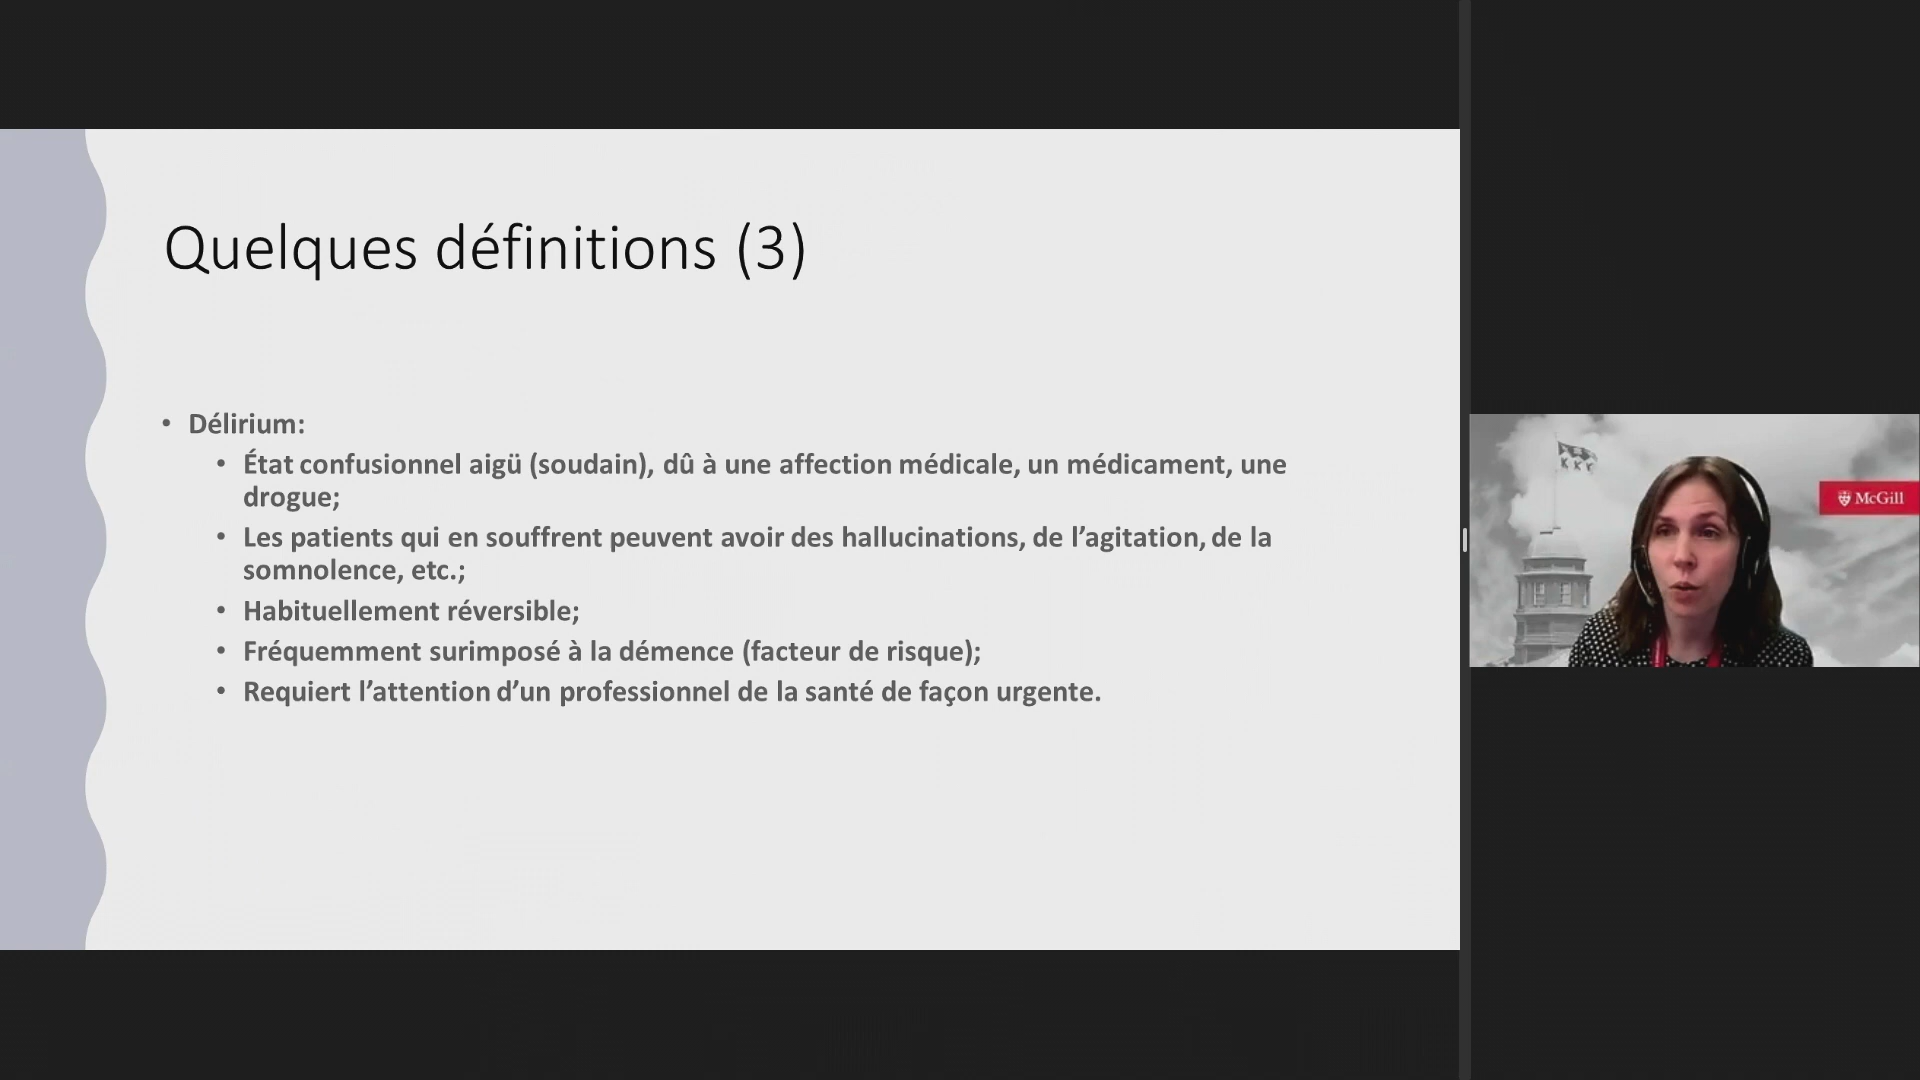 Quelques définitions (3)
• Délirium:
• État confusionnel aigü (soudain), dû à une affection médicale, un médicament, une
drogue;
• Les patients qui en souffrent peuvent avoir des hallucinations, de l’agitation, de la
somnolence, etc.;
• Habituellement réversible;
• Fréquemment surimposé à la démence (facteur de risque);
• Requiert l’attention d’un professionnel de la santé de façon urgente.
McGill